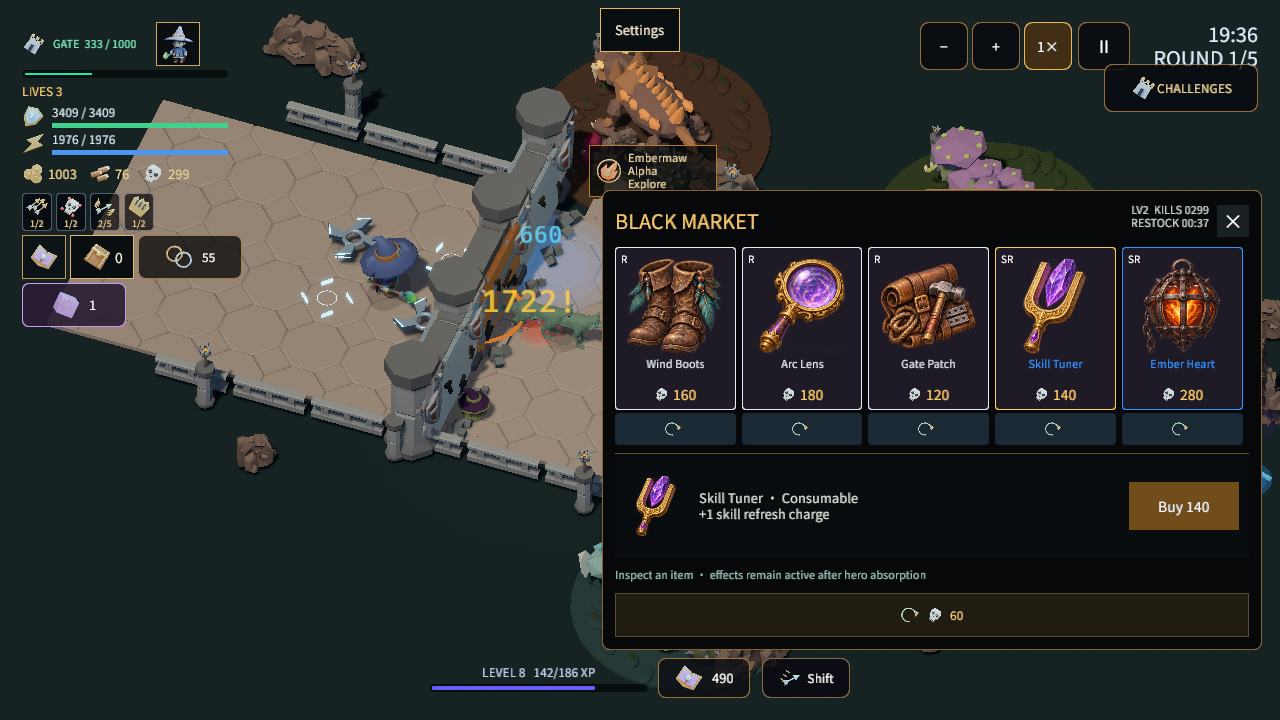 GATE 333 / 1000
LIVES 3
3409 / 3409
1976 / 1976
1003 76 299
1/2 1/2 2/5 1/2
0 55
1
Settings
− + 1× 19:36
ROUND 1/5
CHALLENGES
Embermaw
Alpha
Explore
660
1722!
BLACK MARKET
LV2 KILLS 0299
RESTOCK 00:37
R R R SR SR
Wind Boots Arc Lens Gate Patch Skill Tuner Ember Heart
160 180 120 140 280
Skill Tuner • Consumable
+1 skill refresh charge
Buy 140
Inspect an item • effects remain active after hero absorption
60
LEVEL 8 142/186 XP
490 Shift